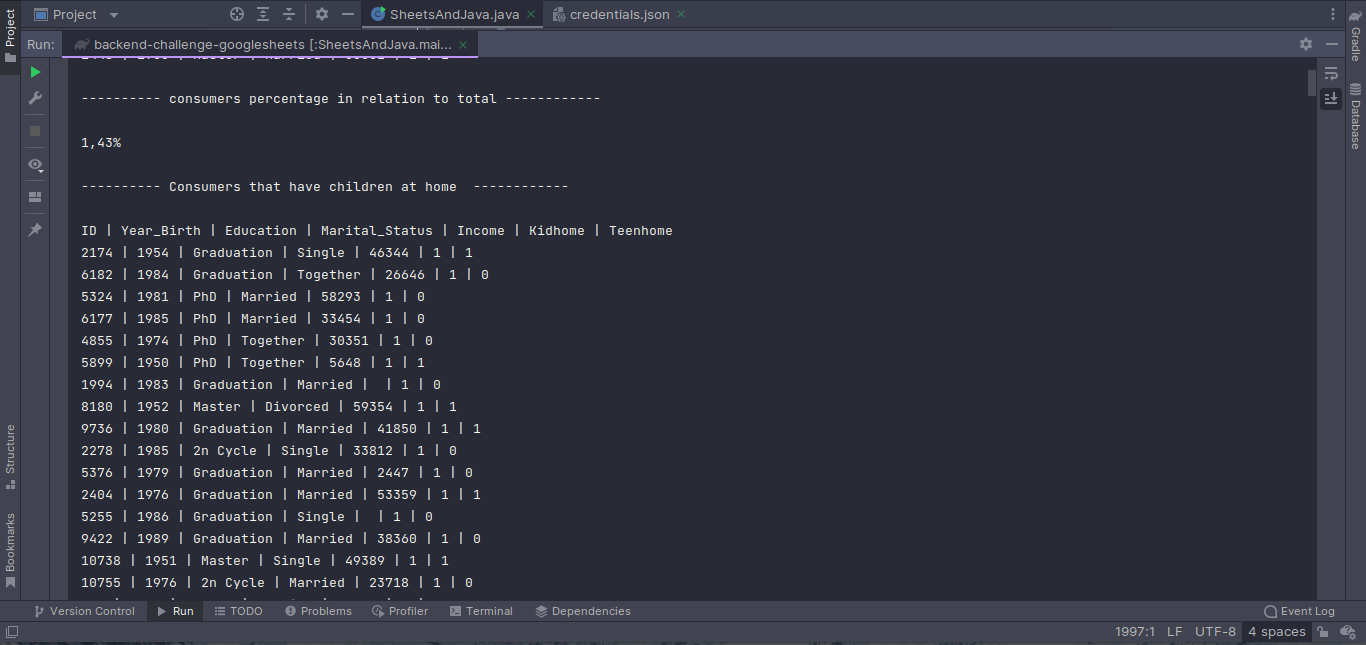 Project
SheetsAndJava.java
credentials.json
Project
Run:
backend-challenge-googlesheets [:SheetsAndJava.mai...
Gradle
Database
---------- consumers percentage in relation to total ------------
1,43%
---------- Consumers that have children at home  ------------
ID | Year_Birth | Education | Marital_Status | Income | Kidhome | Teenhome
2174 | 1954 | Graduation | Single | 46344 | 1 | 1
6182 | 1984 | Graduation | Together | 26646 | 1 | 0
5324 | 1981 | PhD | Married | 58293 | 1 | 0
6177 | 1985 | PhD | Married | 33454 | 1 | 0
4855 | 1974 | PhD | Together | 30351 | 1 | 0
5899 | 1950 | PhD | Together | 5648 | 1 | 1
1994 | 1983 | Graduation | Married |  | 1 | 0
8180 | 1952 | Master | Divorced | 59354 | 1 | 1
9736 | 1980 | Graduation | Married | 41850 | 1 | 1
2278 | 1985 | 2n Cycle | Single | 33812 | 1 | 0
5376 | 1979 | Graduation | Married | 2447 | 1 | 0
2404 | 1976 | Graduation | Married | 53359 | 1 | 1
5255 | 1986 | Graduation | Single |  | 1 | 0
9422 | 1989 | Graduation | Married | 38360 | 1 | 0
10738 | 1951 | Master | Single | 49389 | 1 | 1
10755 | 1976 | 2n Cycle | Married | 23718 | 1 | 0
Structure
Bookmarks
Version Control
Run
TODO
Problems
Profiler
Terminal
Dependencies
Event Log
1997:1
LF
UTF-8
4 spaces